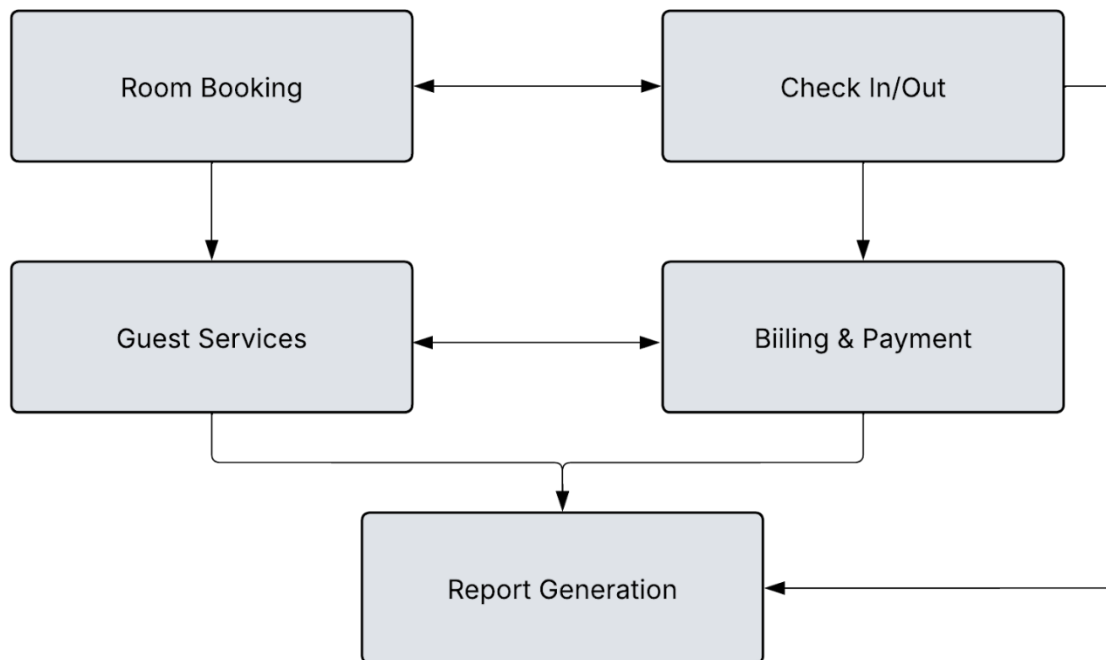 Room Booking
Check In/Out
Guest Services
Biiling & Payment
Report Generation